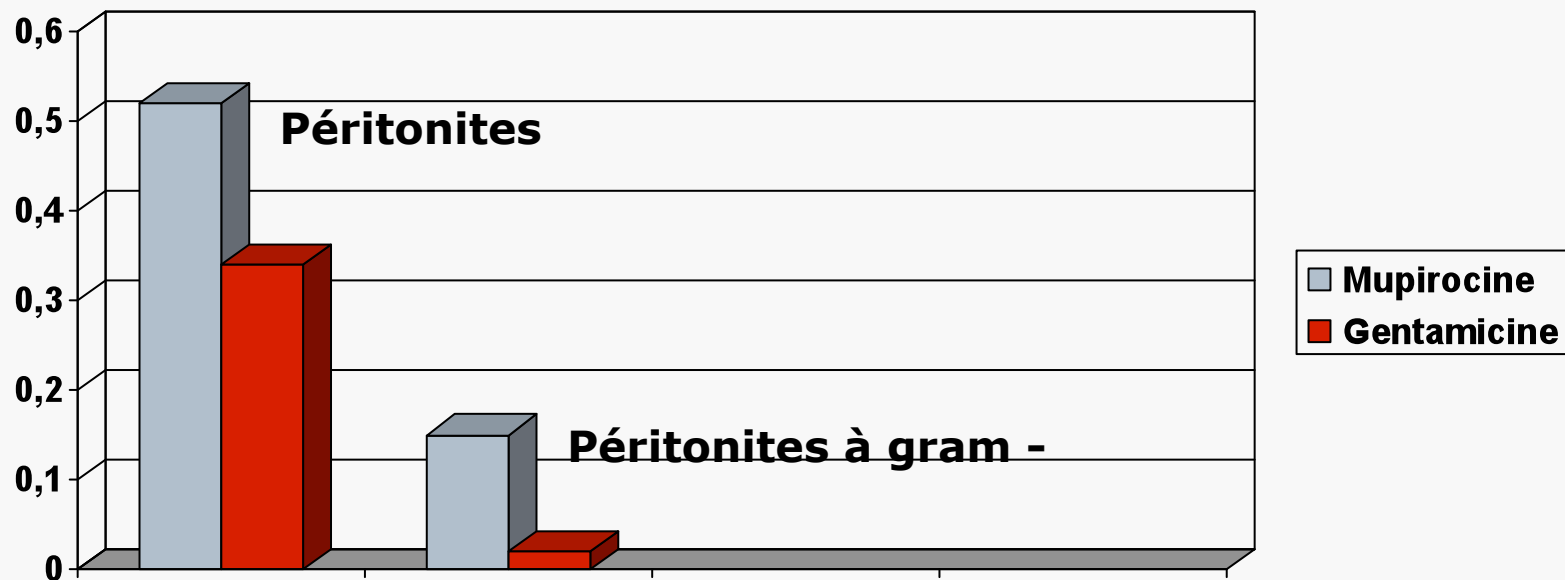 0,6
0,5
0,4
0,3
0,2
0,1
0
Péritonites
Péritonites à gram -
Mupirocine
Gentamicine